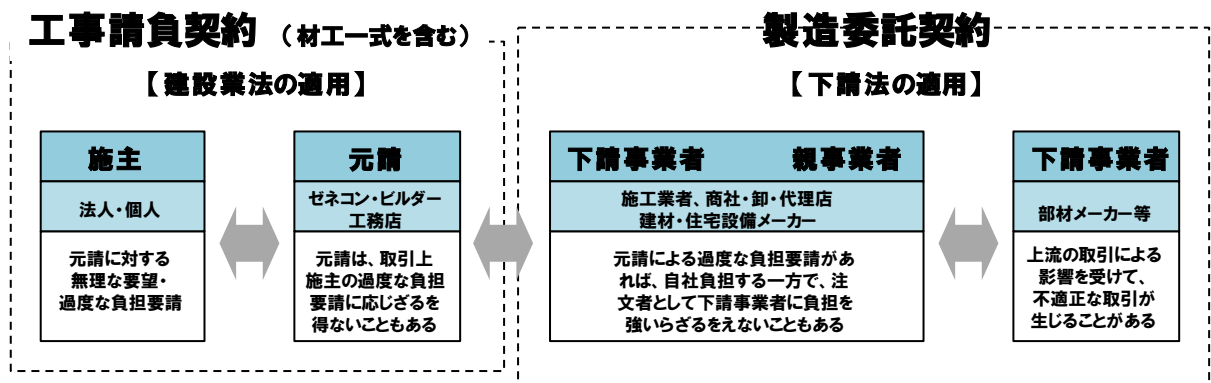 工事請負契約 （材工一式を含む）
【建設業法の適用】
施主
法人・個人
元請に対する
無理な要望・
過度な負担要請
元請
ゼネコン・ビルダー
工務店
元請は、取引上
施主の過度な負担
要請に応じざるを
得ないこともある
製造委託契約
【下請法の適用】
下請事業者 親事業者
施工業者、商社・卸・代理店
建材・住宅設備メーカー
元請による過度な負担要請があ
れば、自社負担する一方で、注
文者として下請事業者に負担を
強いらざるをえないこともある
下請事業者
部材メーカー等
上流の取引による
影響を受けて、
不適正な取引が
生じることがある